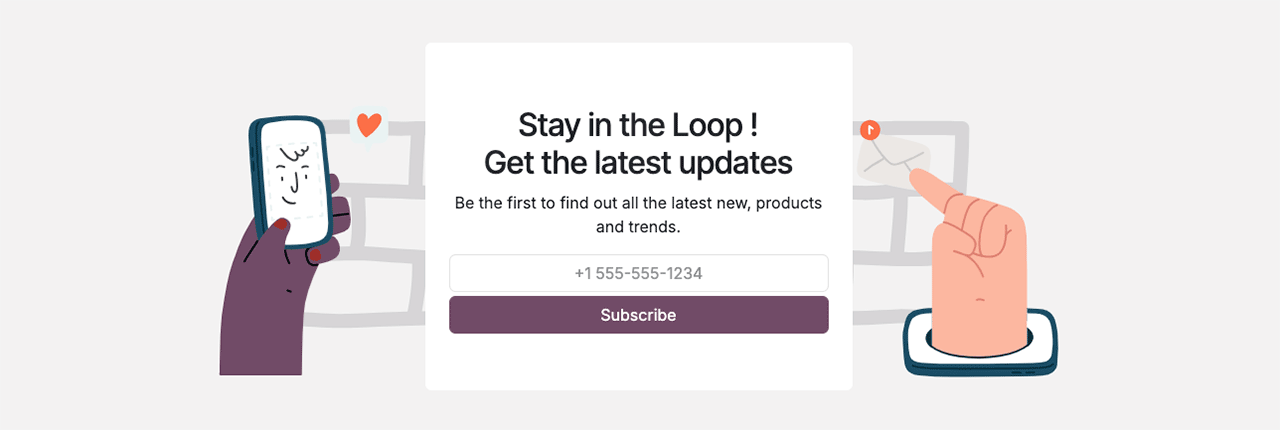 Stay in the Loop !
Get the latest updates
Be the first to find out all the latest new, products
and trends.
+1 555-555-1234
Subscribe
1